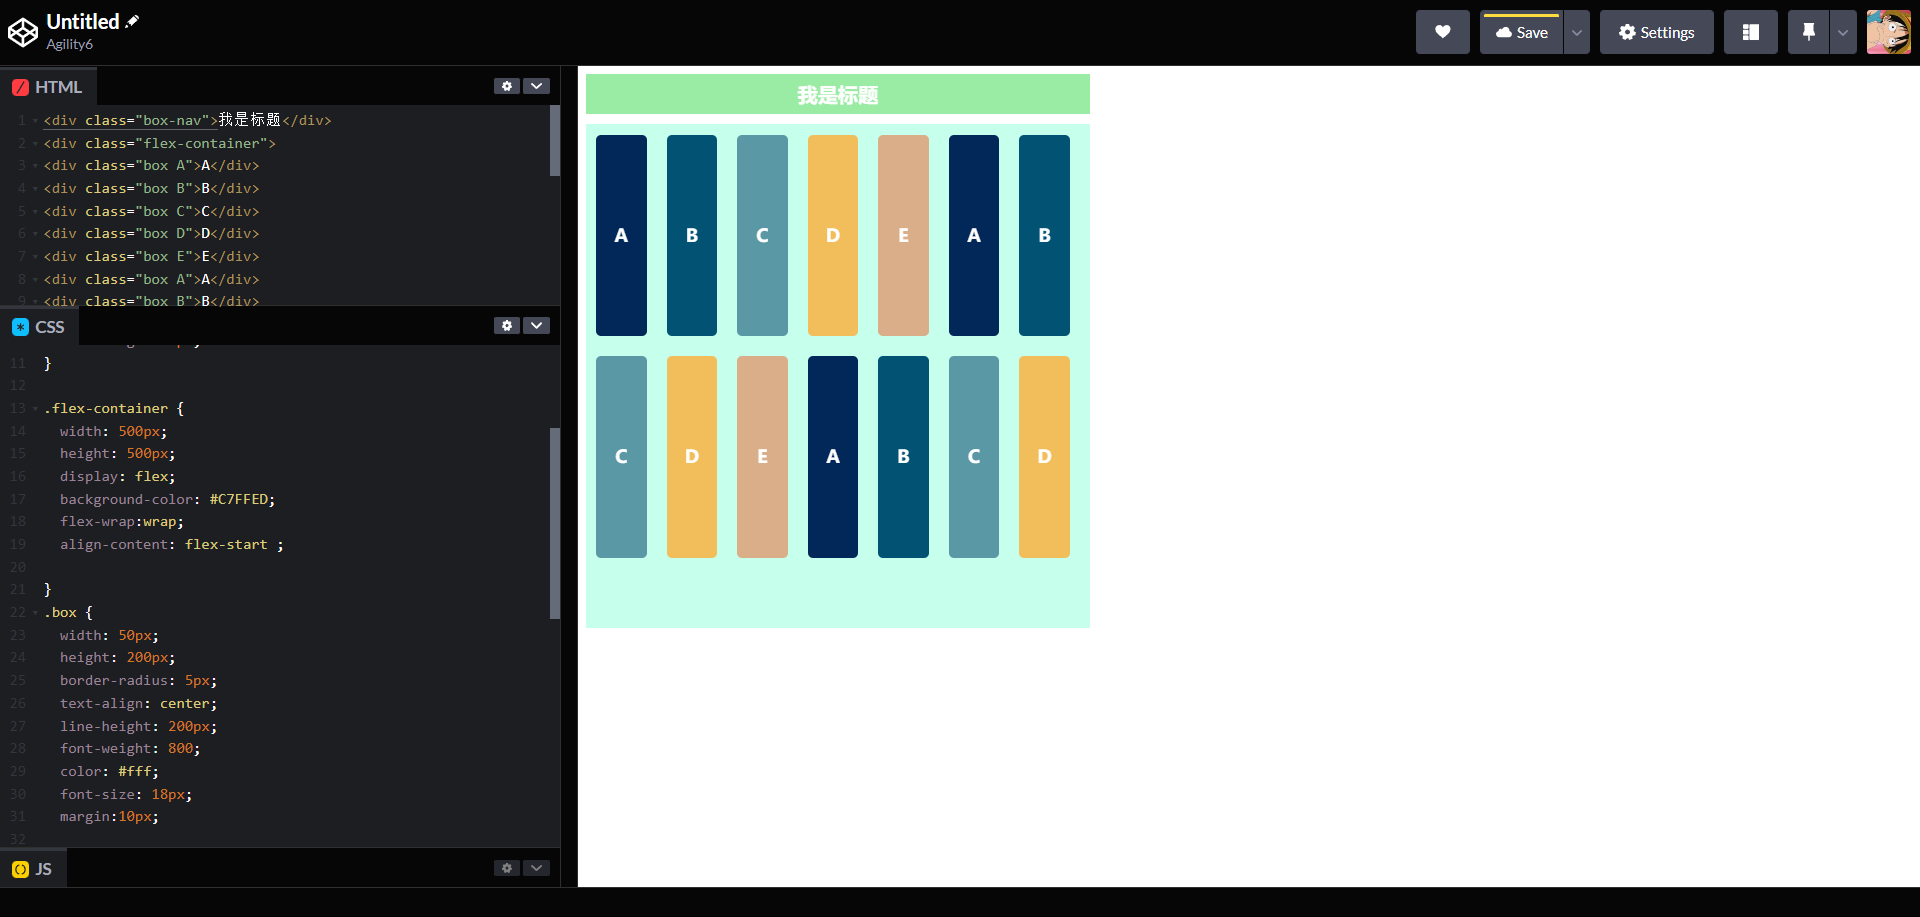 Untitled
Agility6
Save
Settings
HTML
1 <div class="box-nav">我是标题</div>
2 <div class="flex-container">
3 <div class="box A">A</div>
4 <div class="box B">B</div>
5 <div class="box C">C</div>
6 <div class="box D">D</div>
7 <div class="box E">E</div>
8 <div class="box A">A</div>
9 <div class="box B">B</div>
CSS
11 }
12
13 .flex-container {
14 width: 500px;
15 height: 500px;
16 display: flex;
17 background-color: #C7FFED;
18 flex-wrap:wrap;
19 align-content: flex-start ;
20
21 }
22 .box {
23 width: 50px;
24 height: 200px;
25 border-radius: 5px;
26 text-align: center;
27 line-height: 200px;
28 font-weight: 800;
29 color: #fff;
30 font-size: 18px;
31 margin:10px;
32
JS
我是标题
A B C D E A B
C D E A B C D